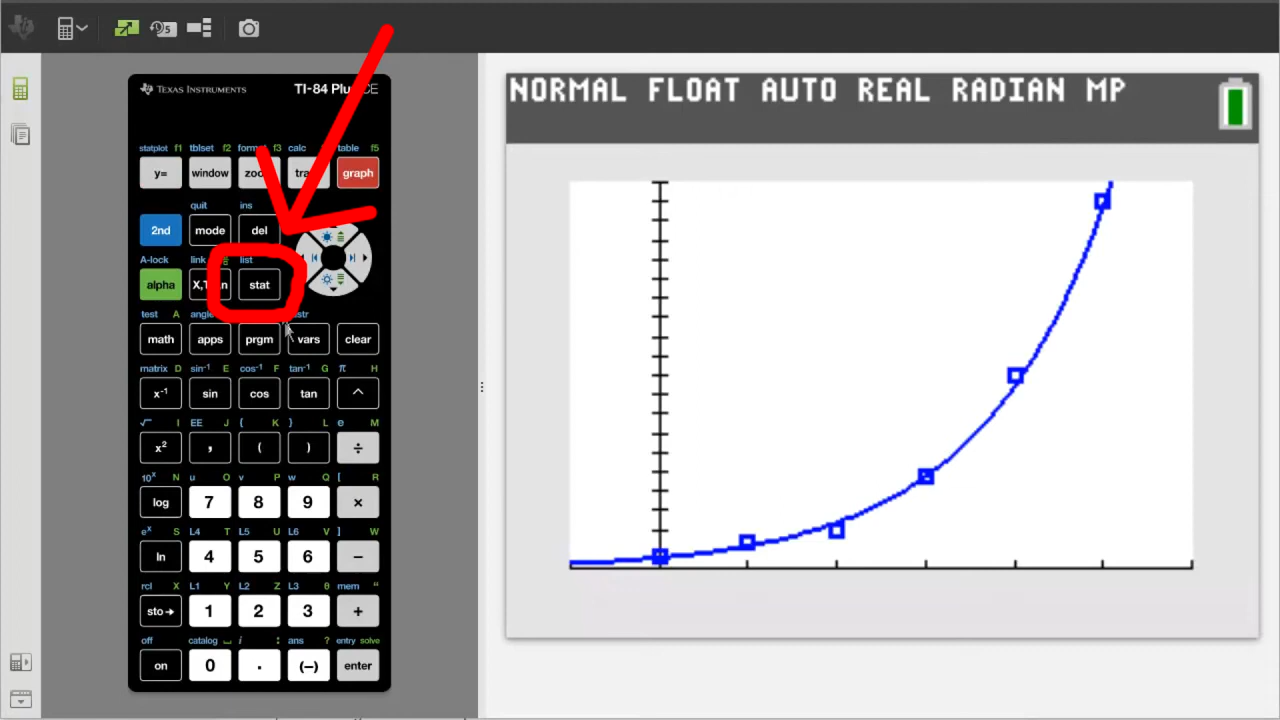 NORMAL FLOAT AUTO REAL RADIAN MP
TEXAS INSTRUMENTS TI-84 CE
statplot f1 tblset f2 f3 calc table f5
y= window graph
quit ins
2nd mode del
A-lock link list
alpha stat
test A
math apps prgm vars clear
matrix D sin⁻¹ E cos⁻¹ F tan⁻¹ G π H
x⁻¹ sin cos tan ^
√ I EE J { K } L e M
x² , ( ) ÷
10ˣ N u O v P w Q [ R
log 7 8 9 ×
eˣ S L4 T L5 U L6 V ] W
ln 4 5 6 −
rcl X L1 Y L2 Z L3 θ mem "
sto→ 1 2 3 +
off catalog ⎵ i : ans ? entry solve
on 0 . (−) enter